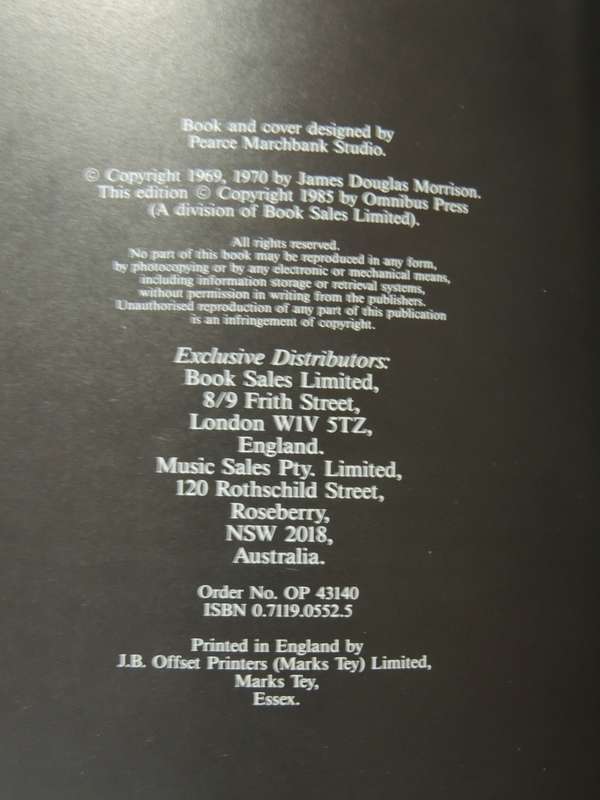 Book and cover designed by
Pearce Marchbank Studio.
© Copyright 1969, 1970 by James Douglas Morrison.
This edition © Copyright 1985 by Omnibus Press
(A division of Book Sales Limited).
All rights reserved.
No part of this book may be reproduced in any form,
by photocopying or by any electronic or mechanical means,
including information storage or retrieval systems,
without permission in writing from the publishers.
Unauthorised reproduction of any part of this publication
is an infringement of copyright.
Exclusive Distributors:
Book Sales Limited,
8/9 Frith Street,
London W1V 5TZ,
England.
Music Sales Pty. Limited,
120 Rothschild Street,
Roseberry,
NSW 2018,
Australia.
Order No. OP 43140
ISBN 0.7119.0552.5
Printed in England by
J.B. Offset Printers (Marks Tey) Limited,
Marks Tey,
Essex.